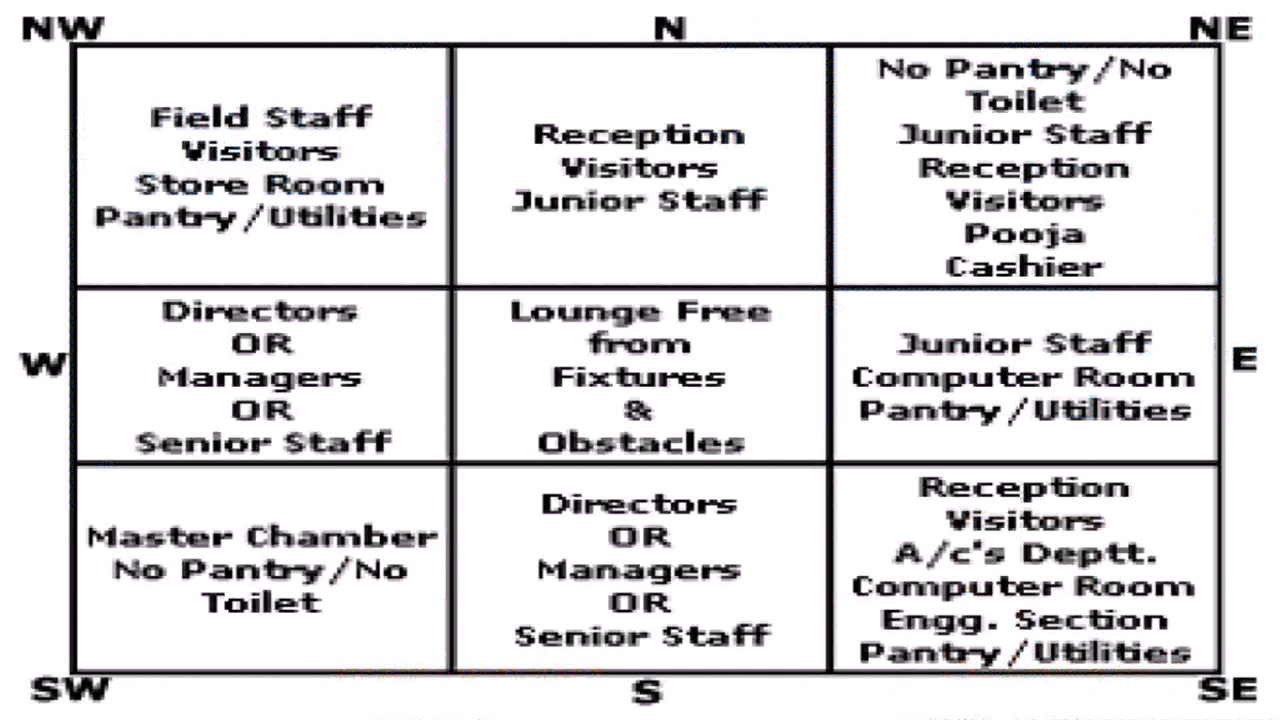 NW N NE
Field Staff
Visitors
Store Room
Pantry/Utilities
Reception
Visitors
Junior Staff
No Pantry/No
Toilet
Junior Staff
Reception
Visitors
Pooja
Cashier
W
Directors
OR
Managers
OR
Senior Staff
Lounge Free
from
Fixtures
&
Obstacles
Junior Staff
Computer Room
Pantry/Utilities
E
Master Chamber
No Pantry/No
Toilet
Directors
OR
Managers
OR
Senior Staff
Reception
Visitors
A/c's Deptt.
Computer Room
Engg. Section
Pantry/Utilities
SW S SE